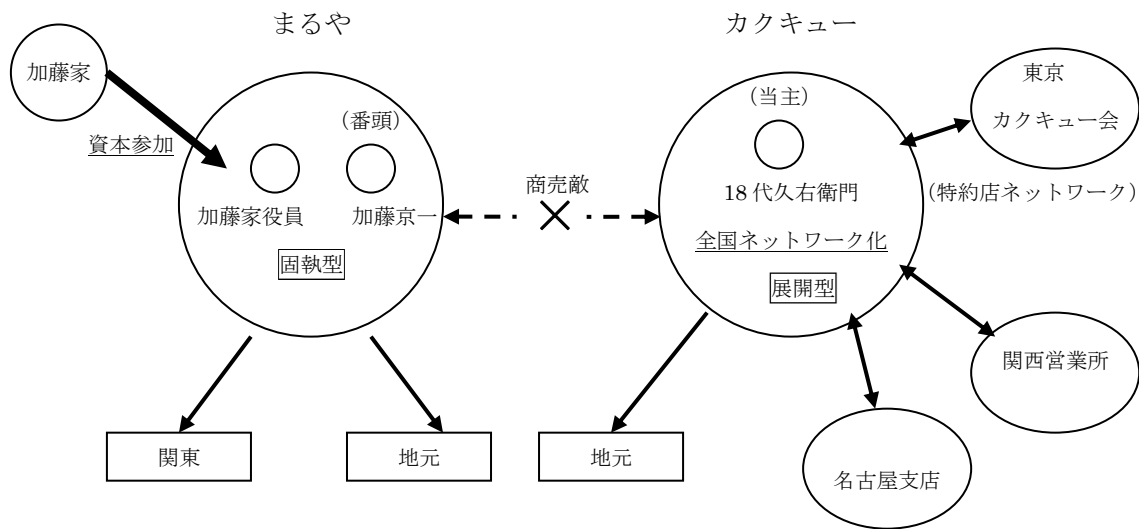 まるや
カクキュー
加藤家
資本参加
(番頭)
加藤家役員
加藤京一
固執型
商売敵
(当主)
18代久右衛門
全国ネットワーク化
展開型
東京
カクキュー会
(特約店ネットワーク)
関西営業所
名古屋支店
関東
地元
地元